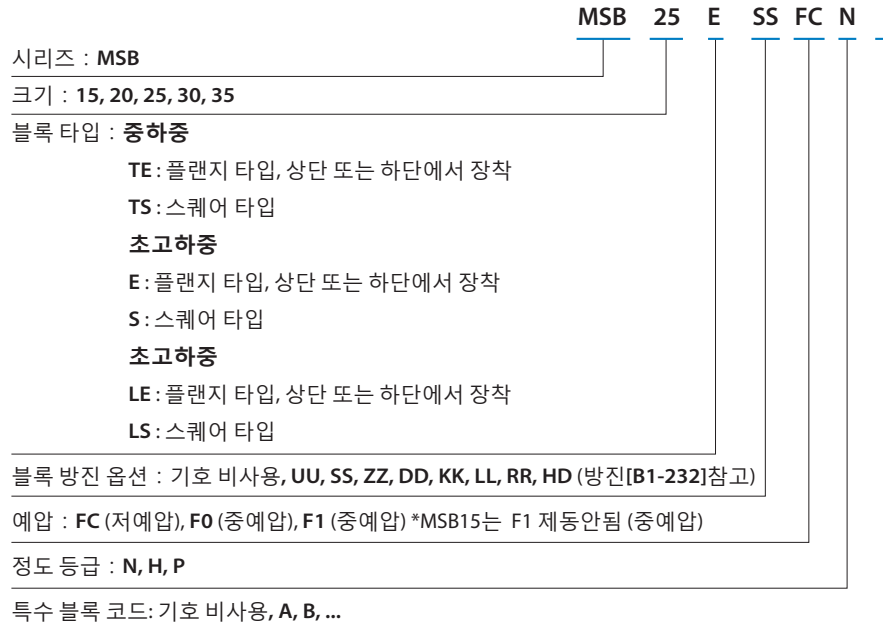 MSB 25 E SS FC N
시리즈 : MSB
크기 : 15, 20, 25, 30, 35
블록 타입 : 중하중
TE : 플랜지 타입, 상단 또는 하단에서 장착
TS : 스퀘어 타입
초고하중
E : 플랜지 타입, 상단 또는 하단에서 장착
S : 스퀘어 타입
초고하중
LE : 플랜지 타입, 상단 또는 하단에서 장착
LS : 스퀘어 타입
블록 방진 옵션 : 기호 비사용, UU, SS, ZZ, DD, KK, LL, RR, HD (방진[B1-232]참고)
예압 : FC (저예압), F0 (중예압), F1 (중예압) *MSB15는 F1 제동안됨 (중예압)
정도 등급 : N, H, P
특수 블록 코드: 기호 비사용, A, B, ...